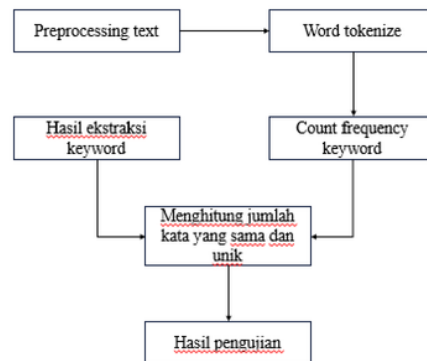 Preprocessing text
Word tokenize
Hasil ekstraksi
keyword
Count frequency
keyword
Menghitung jumlah
kata yang sama dan
unik
Hasil pengujian